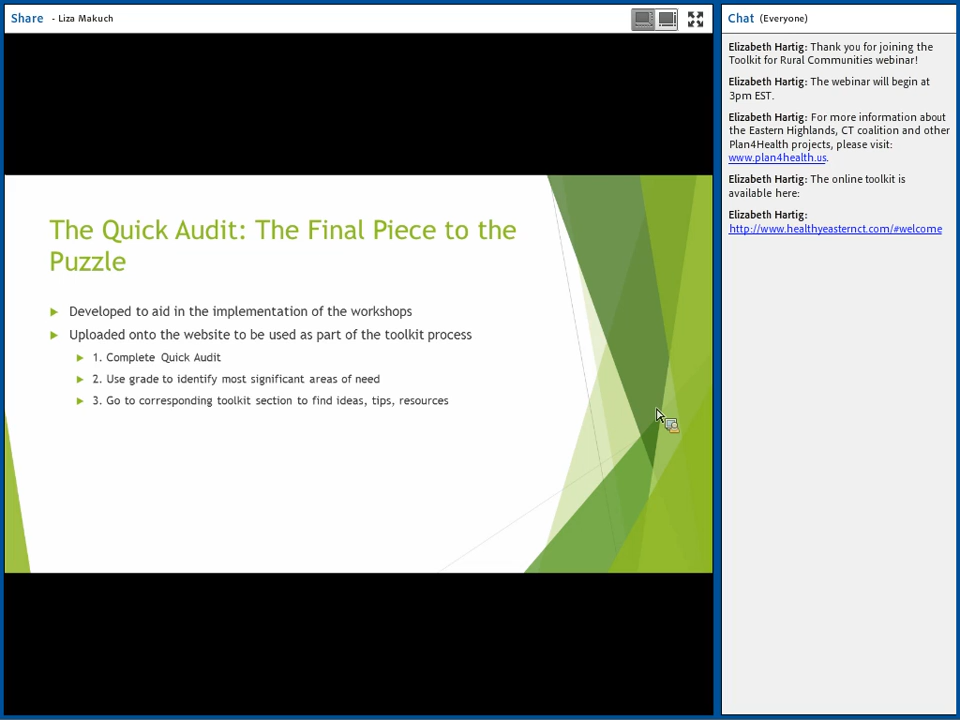 Share - Liza Makuch
The Quick Audit: The Final Piece to the
Puzzle
Developed to aid in the implementation of the workshops
Uploaded onto the website to be used as part of the toolkit process
1. Complete Quick Audit
2. Use grade to identify most significant areas of need
3. Go to corresponding toolkit section to find ideas, tips, resources
Chat (Everyone)
Elizabeth Hartig: Thank you for joining the
Toolkit for Rural Communities webinar!
Elizabeth Hartig: The webinar will begin at
3pm EST.
Elizabeth Hartig: For more information about
the Eastern Highlands, CT coalition and other
Plan4Health projects, please visit:
www.plan4health.us.
Elizabeth Hartig: The online toolkit is
available here:
Elizabeth Hartig:
http://www.healthyeasternct.com/#welcome